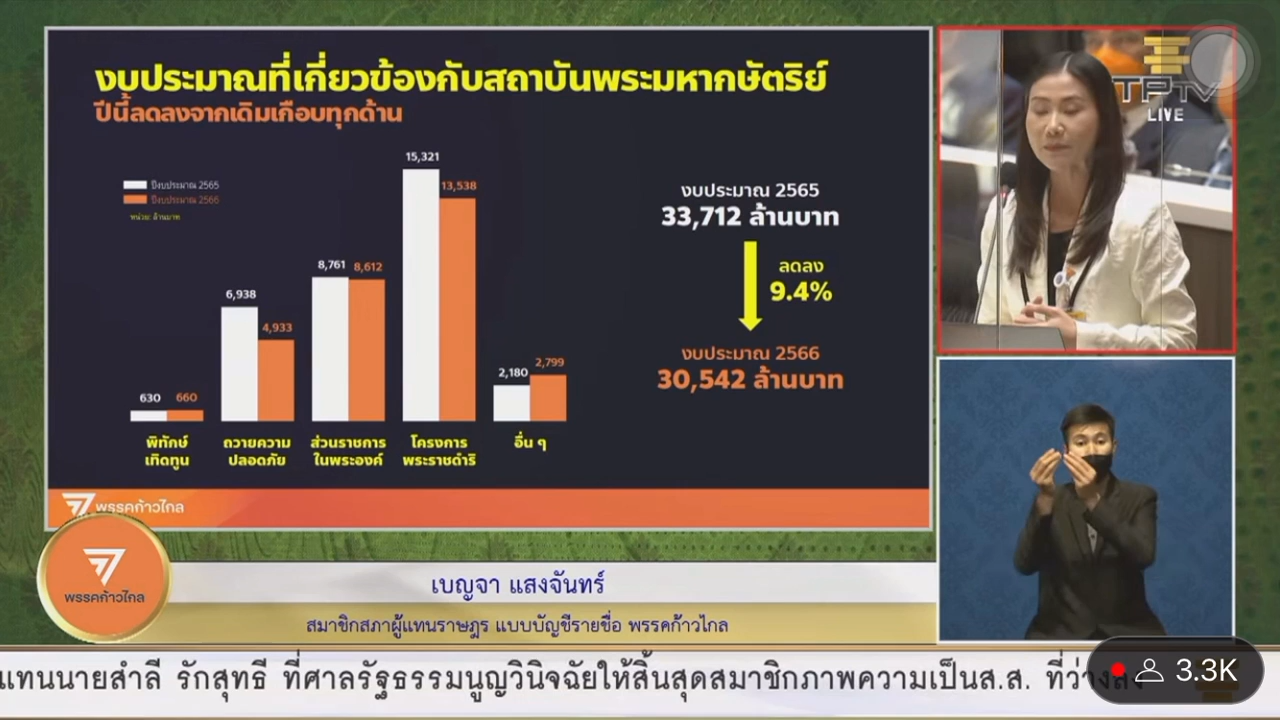 งบประมาณที่เกี่ยวข้องกับสถาบันพระมหากษัตริย์
ปีนี้ลดลงจากเดิมเกือบทุกด้าน
ปีงบประมาณ 2565
ปีงบประมาณ 2566
หน่วย: ล้านบาท
630
660
6,938
4,933
8,761
8,612
15,321
13,538
2,180
2,799
พิทักษ์
เทิดทูน
ถวายความ
ปลอดภัย
ส่วนราชการ
ในพระองค์
โครงการ
พระราชดำริ
อื่น ๆ
งบประมาณ 2565
33,712 ล้านบาท
ลดลง
9.4%
งบประมาณ 2566
30,542 ล้านบาท
TPTV
LIVE
พรรคก้าวไกล
พรรคก้าวไกล
เบญจา แสงจันทร์
สมาชิกสภาผู้แทนราษฎร แบบบัญชีรายชื่อ พรรคก้าวไกล
แทนนายสำลี รักสุทธี ที่ศาลรัฐธรรมนูญวินิจฉัยให้สิ้นสุดสมาชิกภาพความเป็นส.ส. ที่ว่างลง
3.3K